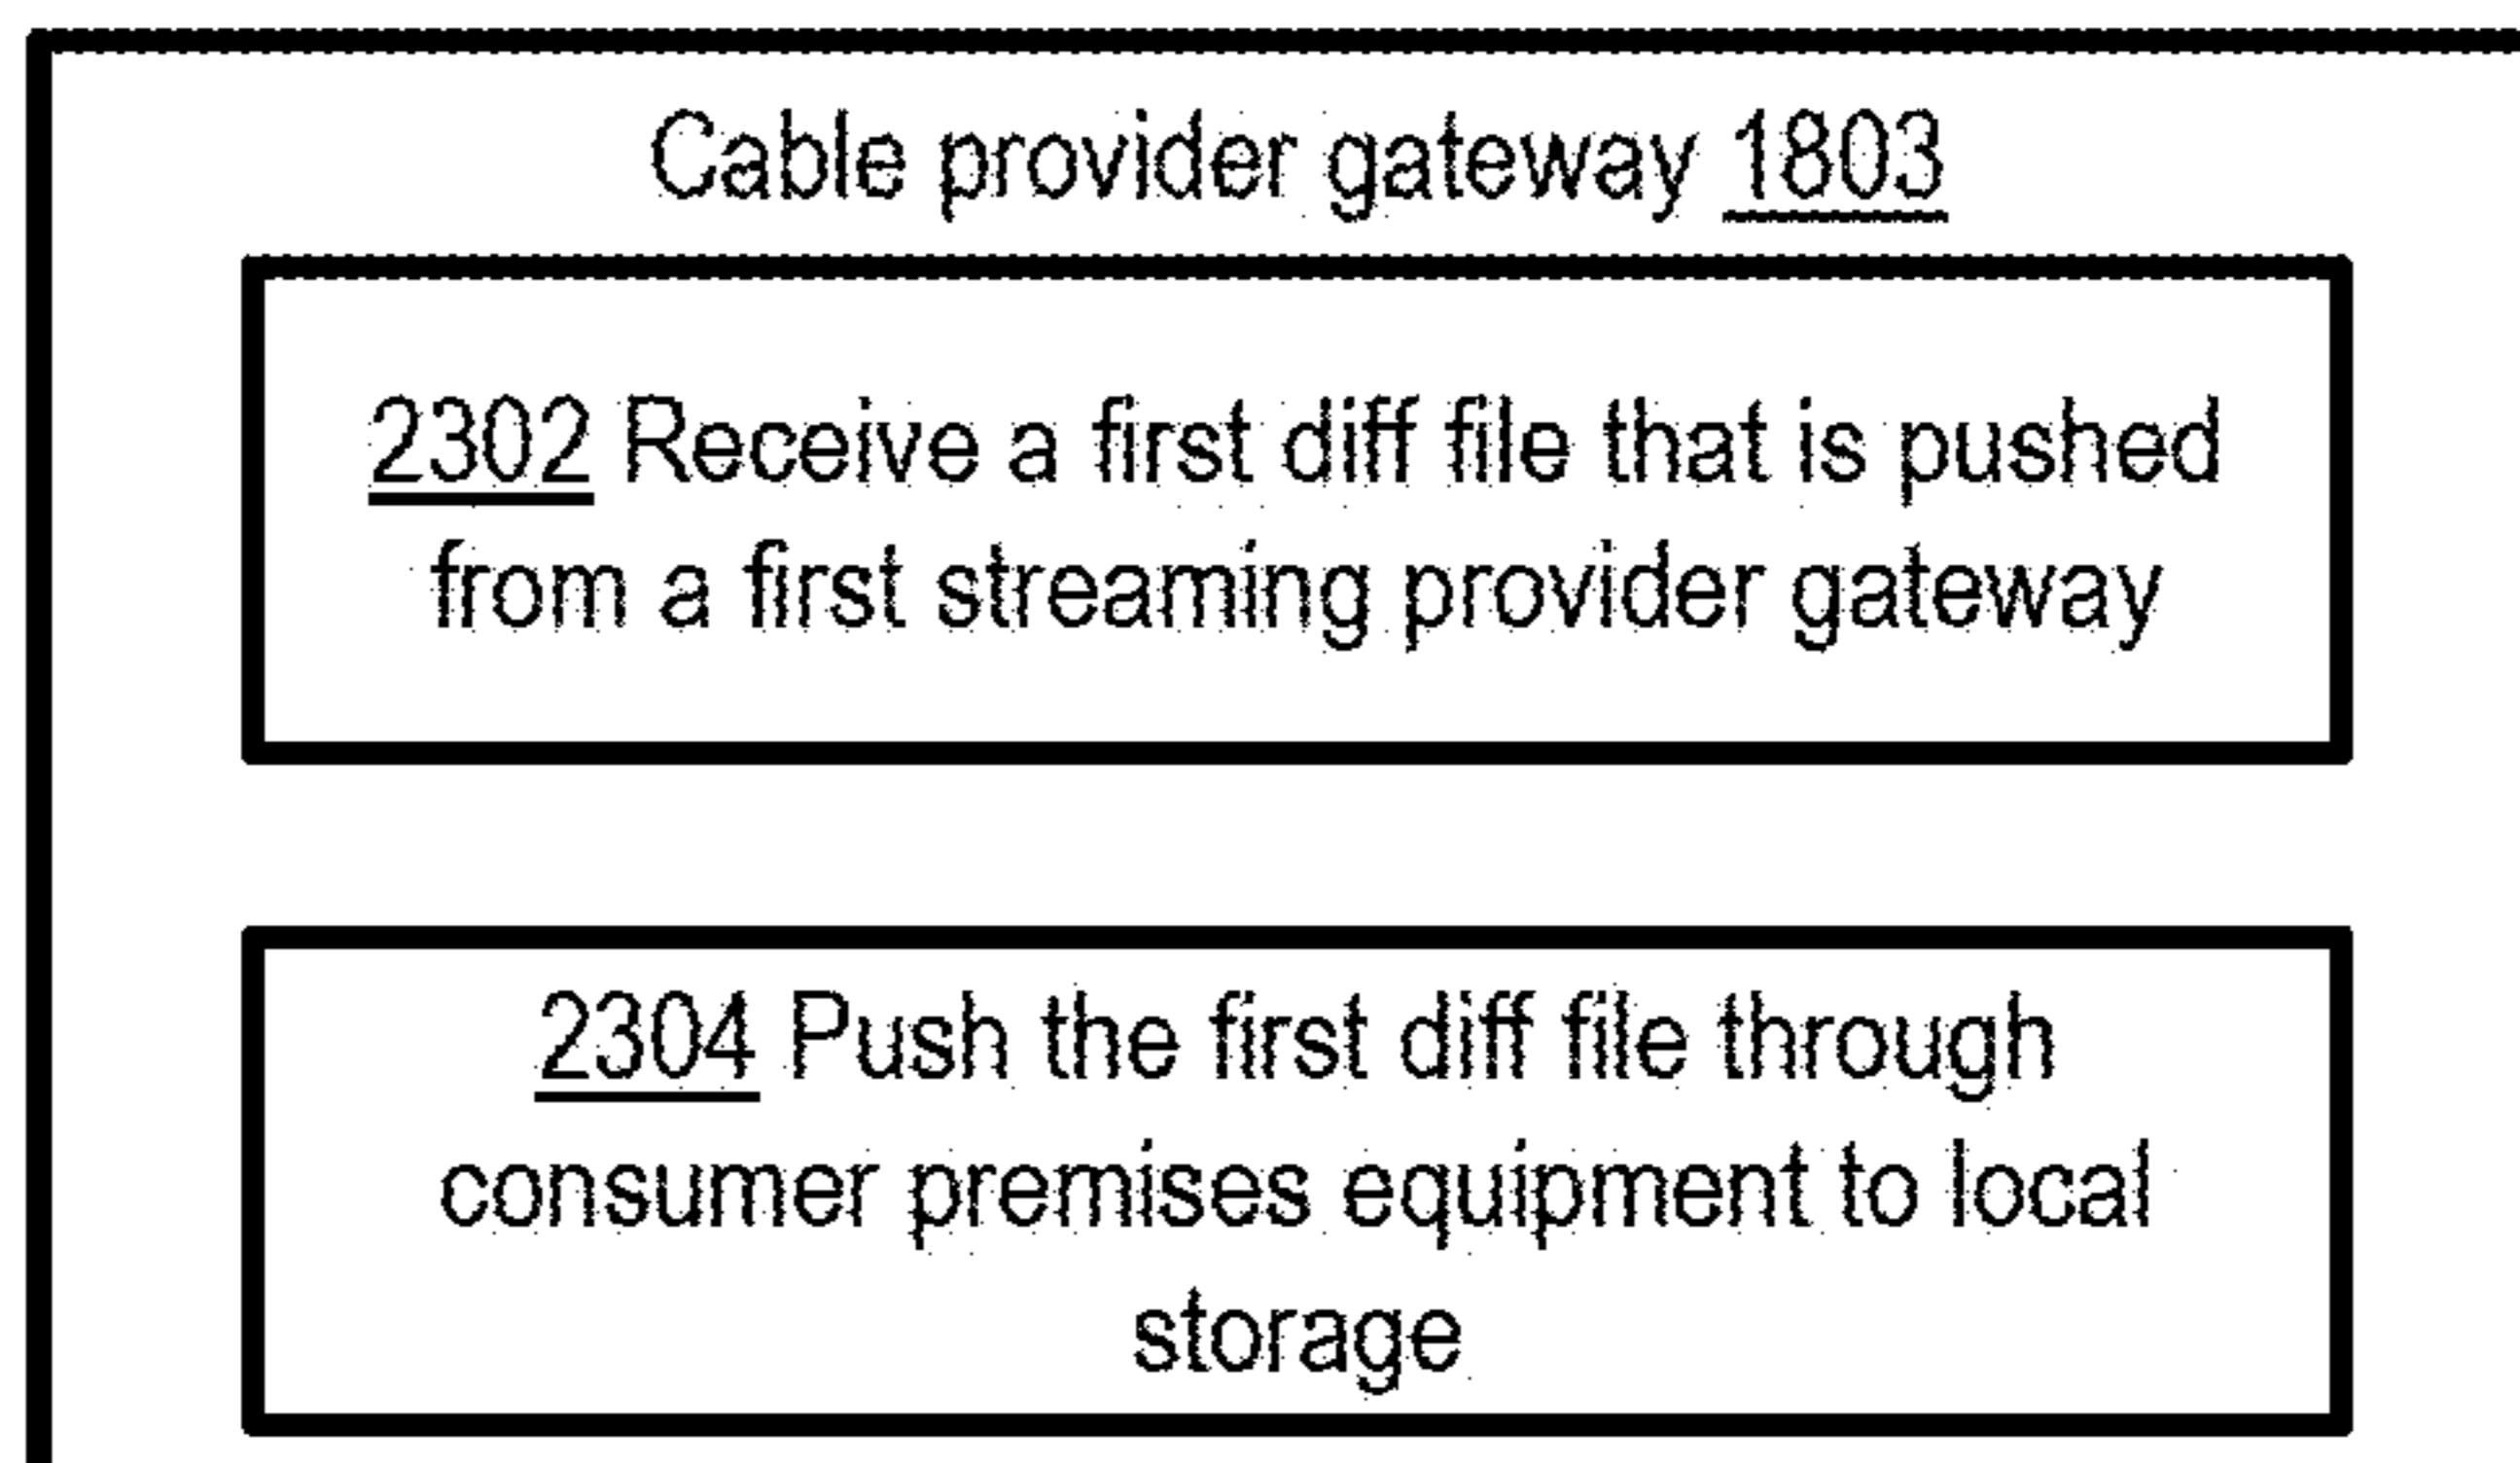 Cable provider gateway 1803
2302 Receive a first diff file that is pushed
from a first streaming provider gateway
2304 Push the first diff file through
consumer premises equipment to local
storage